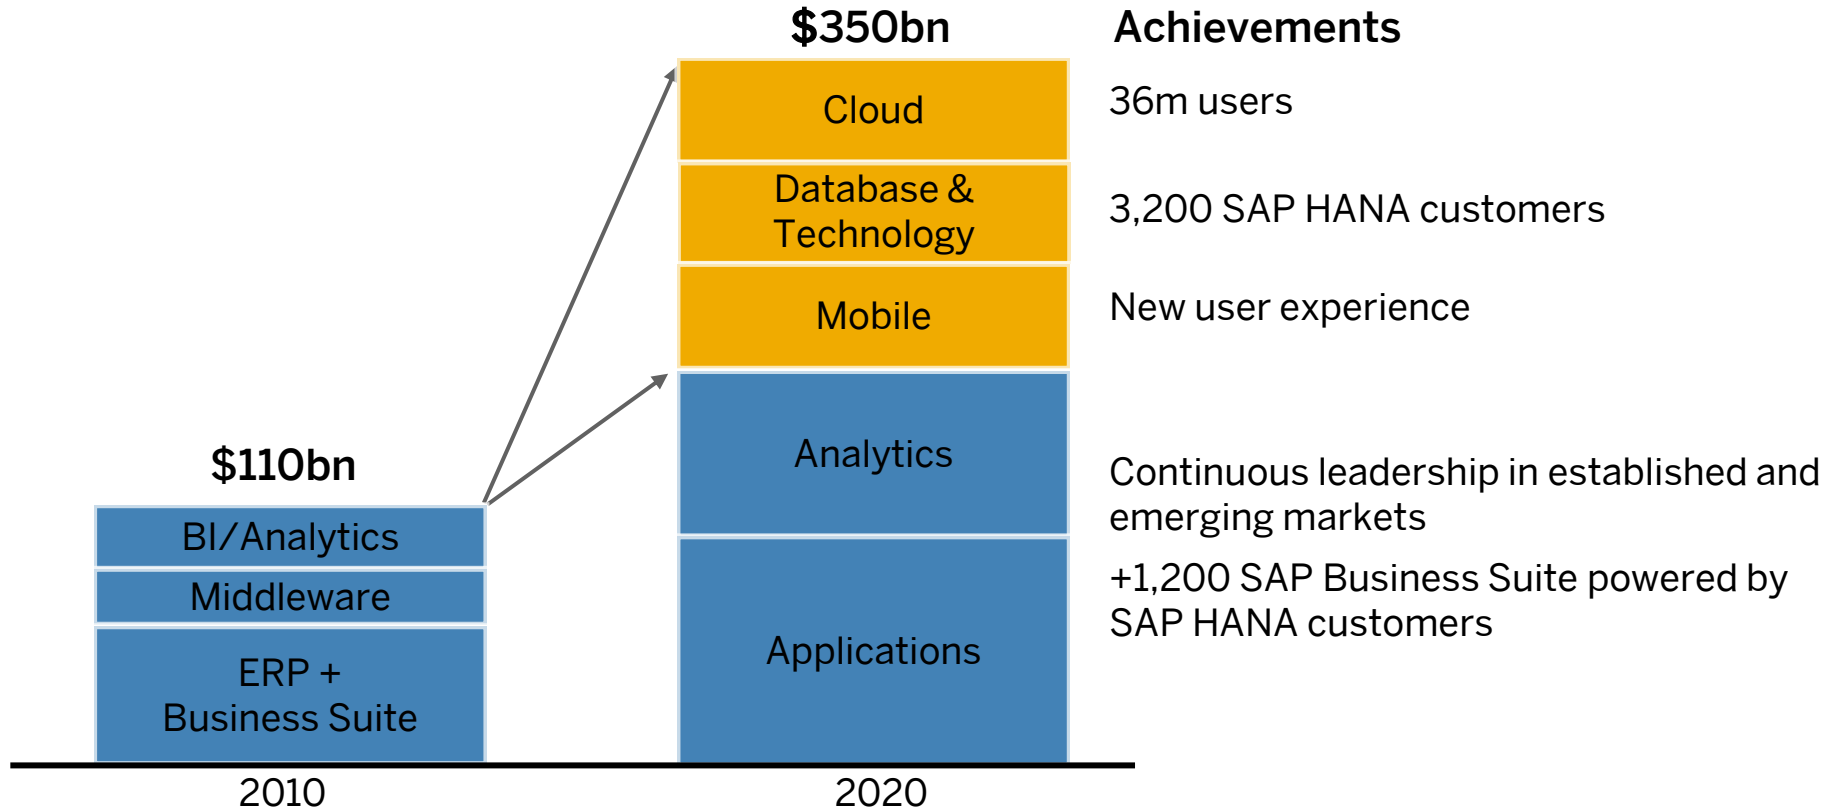 $110bn
BI/Analytics
Middleware
ERP +
Business Suite
2010
$350bn
Cloud
Database &
Technology
Mobile
Analytics
Applications
2020
Achievements
36m users
3,200 SAP HANA customers
New user experience
Continuous leadership in established and
emerging markets
+1,200 SAP Business Suite powered by
SAP HANA customers